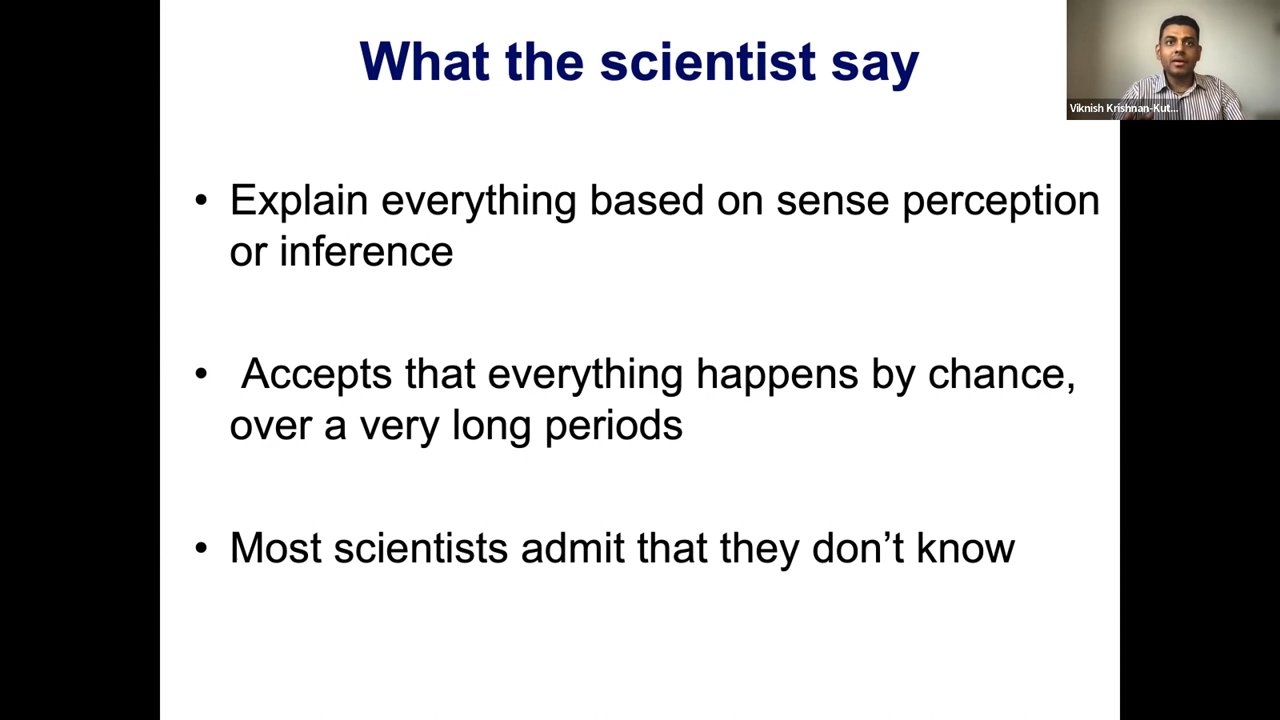 What the scientist say
Viknish Krishnan-Kut...
• Explain everything based on sense perception
or inference
• Accepts that everything happens by chance,
over a very long periods
• Most scientists admit that they don't know